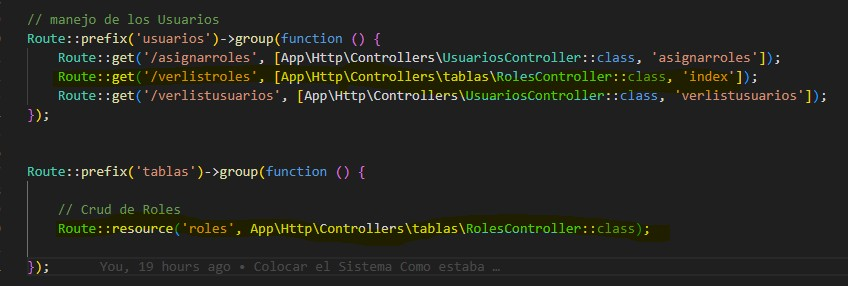 // manejo de los Usuarios
Route::prefix('usuarios')->group(function () {
Route::get('/asignarroles', [App\Http\Controllers\UsuariosController::class, 'asignarroles']);
Route::get('/verlistroles', [App\Http\Controllers\tablas\RolesController::class, 'index']);
Route::get('/verlistusuarios', [App\Http\Controllers\UsuariosController::class, 'verlistusuarios']);
});
Route::prefix('tablas')->group(function () {
// Crud de Roles
Route::resource('roles', App\Http\Controllers\tablas\RolesController::class);
});    You, 19 hours ago • Colocar el Sistema Como estaba …